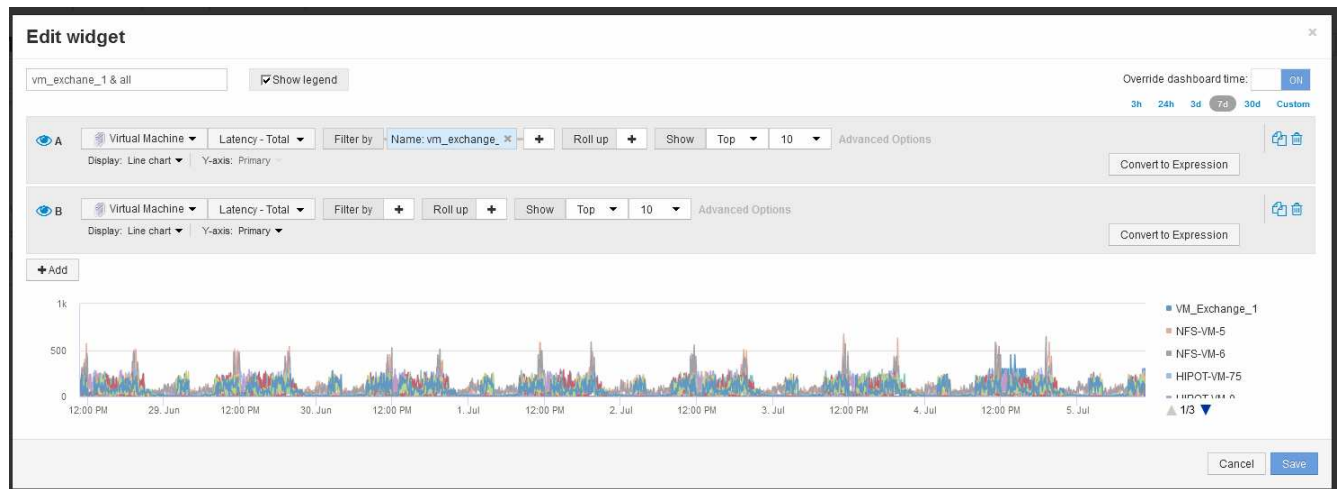 Edit widget
×
vm_exchane_1 & all
Show legend
Override dashboard time: ON
3h 24h 3d 7d 30d Custom
A Virtual Machine Latency - Total Filter by Name: vm_exchange_ × + Roll up + Show Top 10 Advanced Options
Display: Line chart Y-axis: Primary
Convert to Expression
B Virtual Machine Latency - Total Filter by + Roll up + Show Top 10 Advanced Options
Display: Line chart Y-axis: Primary
Convert to Expression
+ Add
1k
500
0
12:00 PM 29. Jun 12:00 PM 30. Jun 12:00 PM 1. Jul 12:00 PM 2. Jul 12:00 PM 3. Jul 12:00 PM 4. Jul 12:00 PM 5. Jul
VM_Exchange_1
NFS-VM-5
NFS-VM-6
HIPOT-VM-75
1/3
Cancel Save